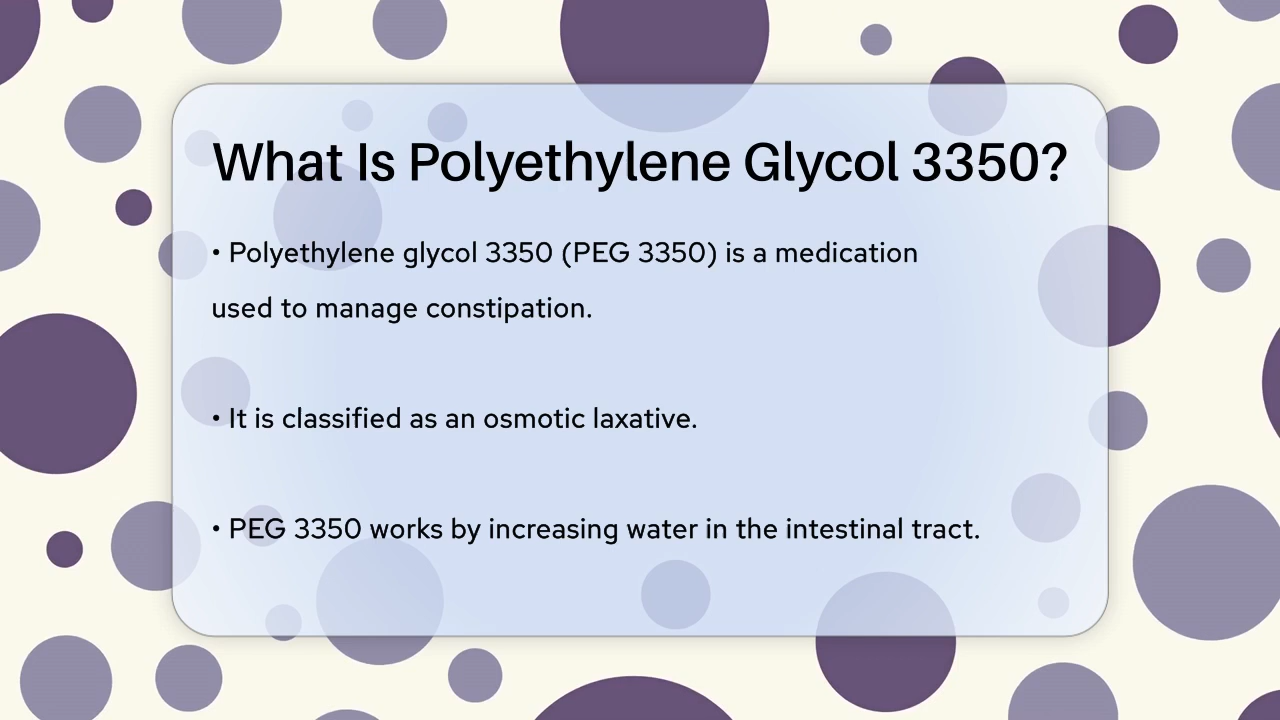 What Is Polyethylene Glycol 3350?
• Polyethylene glycol 3350 (PEG 3350) is a medication
used to manage constipation.
• It is classified as an osmotic laxative.
• PEG 3350 works by increasing water in the intestinal tract.